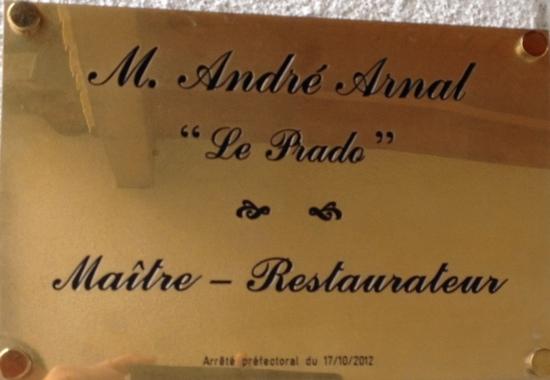 M. André Arnal
“Le Prado”
Maître – Restaurateur
Arrêté préfectoral du 17/10/2012